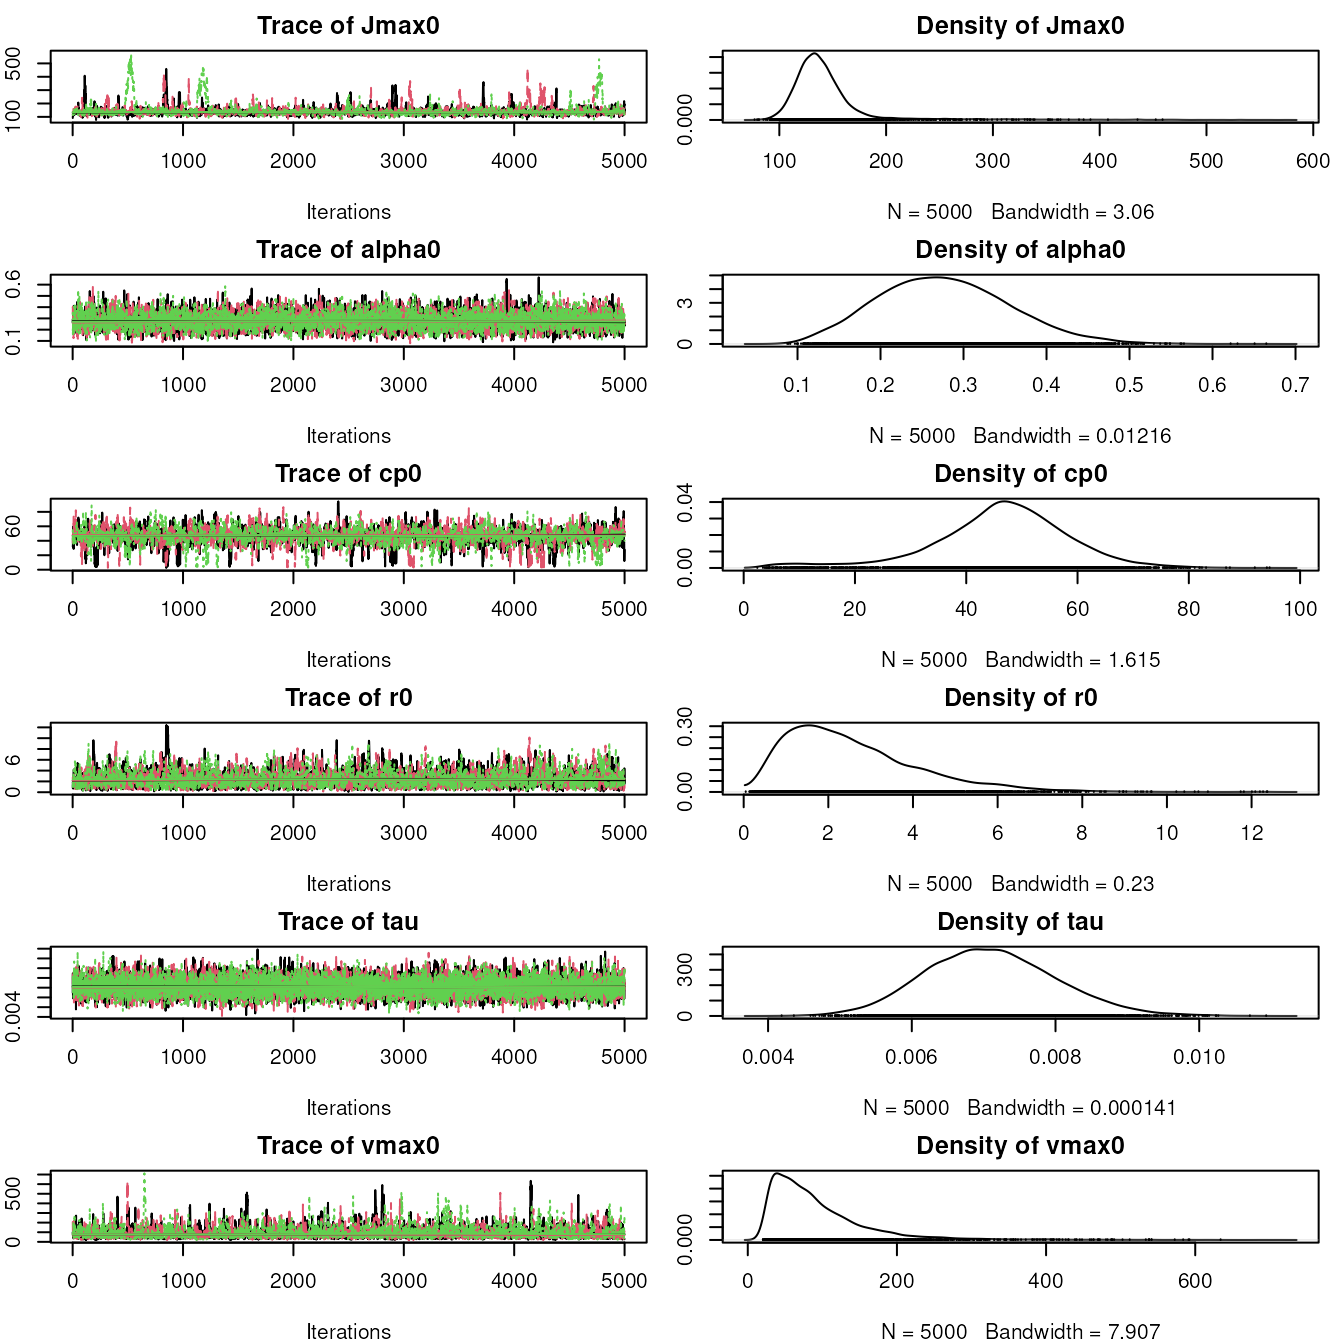 Trace of Jmax0
500
100
0 1000 2000 3000 4000 5000
Iterations
Density of Jmax0
0.000
100 200 300 400 500 600
N = 5000 Bandwidth = 3.06
Trace of alpha0
0.6
0.1
0 1000 2000 3000 4000 5000
Iterations
Density of alpha0
3
0
0.1 0.2 0.3 0.4 0.5 0.6 0.7
N = 5000 Bandwidth = 0.01216
Trace of cp0
60
0
0 1000 2000 3000 4000 5000
Iterations
Density of cp0
0.04
0.00
0 20 40 60 80 100
N = 5000 Bandwidth = 1.615
Trace of r0
6
0
0 1000 2000 3000 4000 5000
Iterations
Density of r0
0.30
0.00
0 2 4 6 8 10 12
N = 5000 Bandwidth = 0.23
Trace of tau
0.004
0 1000 2000 3000 4000 5000
Iterations
Density of tau
300
0
0.004 0.006 0.008 0.010
N = 5000 Bandwidth = 0.000141
Trace of vmax0
500
0
0 1000 2000 3000 4000 5000
Iterations
Density of vmax0
0.000
0 200 400 600
N = 5000 Bandwidth = 7.907